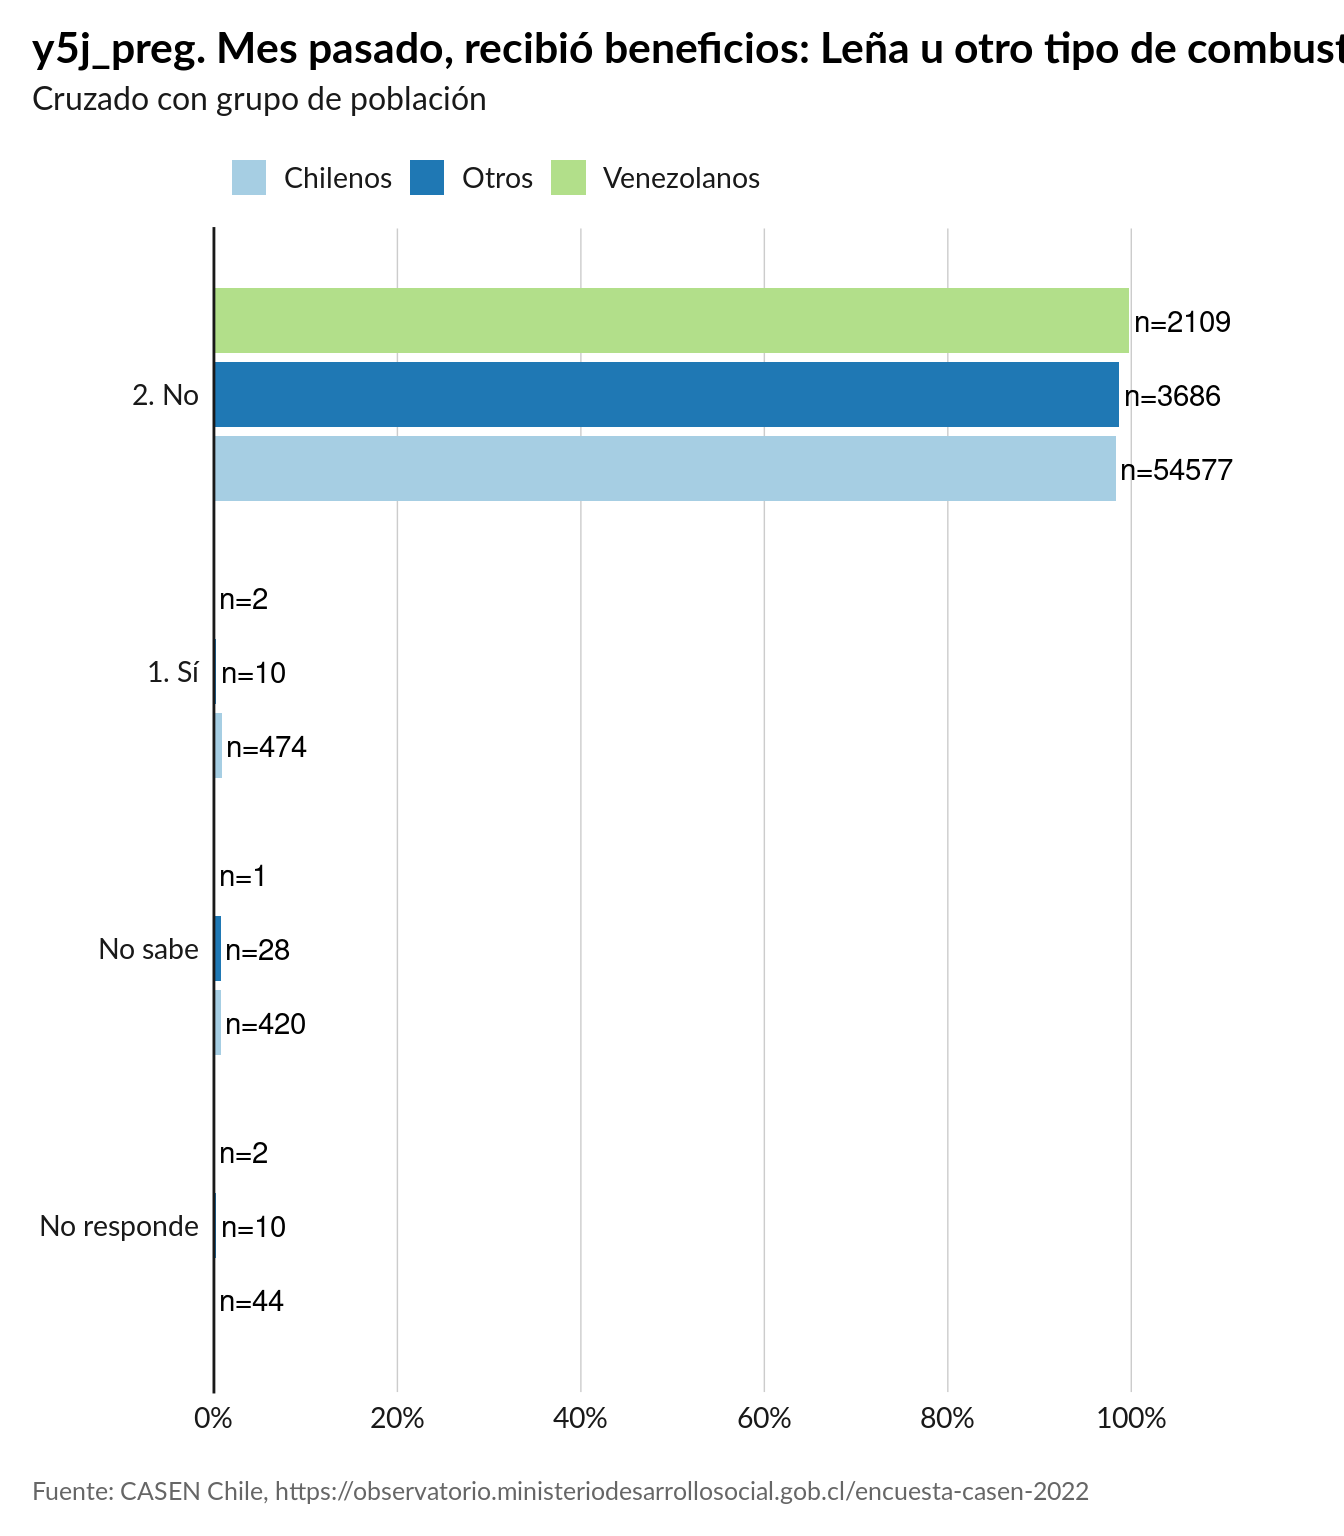 y5j_preg. Mes pasado, recibió beneficios: Leña u otro tipo de combust
Cruzado con grupo de población
Chilenos Otros Venezolanos
n=2109
2. No n=3686
n=54577
n=2
1. Sí n=10
n=474
n=1
No sabe n=28
n=420
n=2
No responde n=10
n=44
0% 20% 40% 60% 80% 100%
Fuente: CASEN Chile, https://observatorio.ministeriodesarrollosocial.gob.cl/encuesta-casen-2022